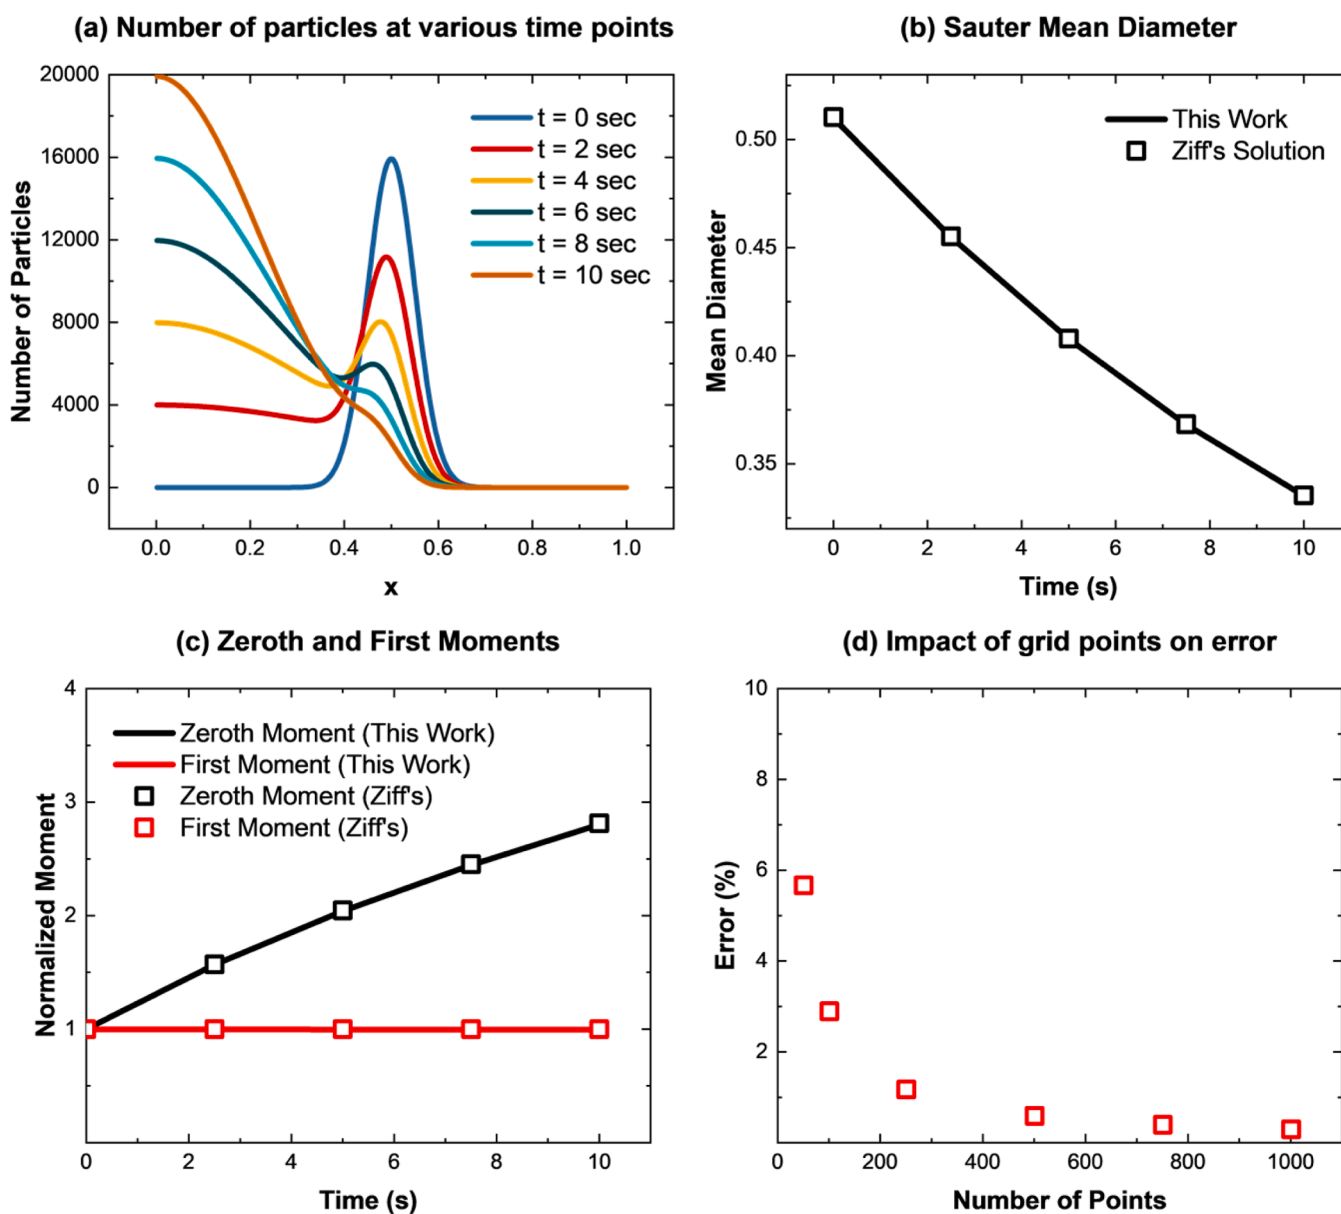 (a) Number of particles at various time points
20000
16000
12000
8000
4000
0
Number of Particles
t = 0 sec
t = 2 sec
t = 4 sec
t = 6 sec
t = 8 sec
t = 10 sec
0.0 0.2 0.4 0.6 0.8 1.0
x
(b) Sauter Mean Diameter
0.50
0.45
0.40
0.35
Mean Diameter
This Work
Ziff's Solution
0 2 4 6 8 10
Time (s)
(c) Zeroth and First Moments
4
3
2
1
Normalized Moment
Zeroth Moment (This Work)
First Moment (This Work)
Zeroth Moment (Ziff's)
First Moment (Ziff's)
0 2 4 6 8 10
Time (s)
(d) Impact of grid points on error
10
8
6
4
2
Error (%)
0 200 400 600 800 1000
Number of Points